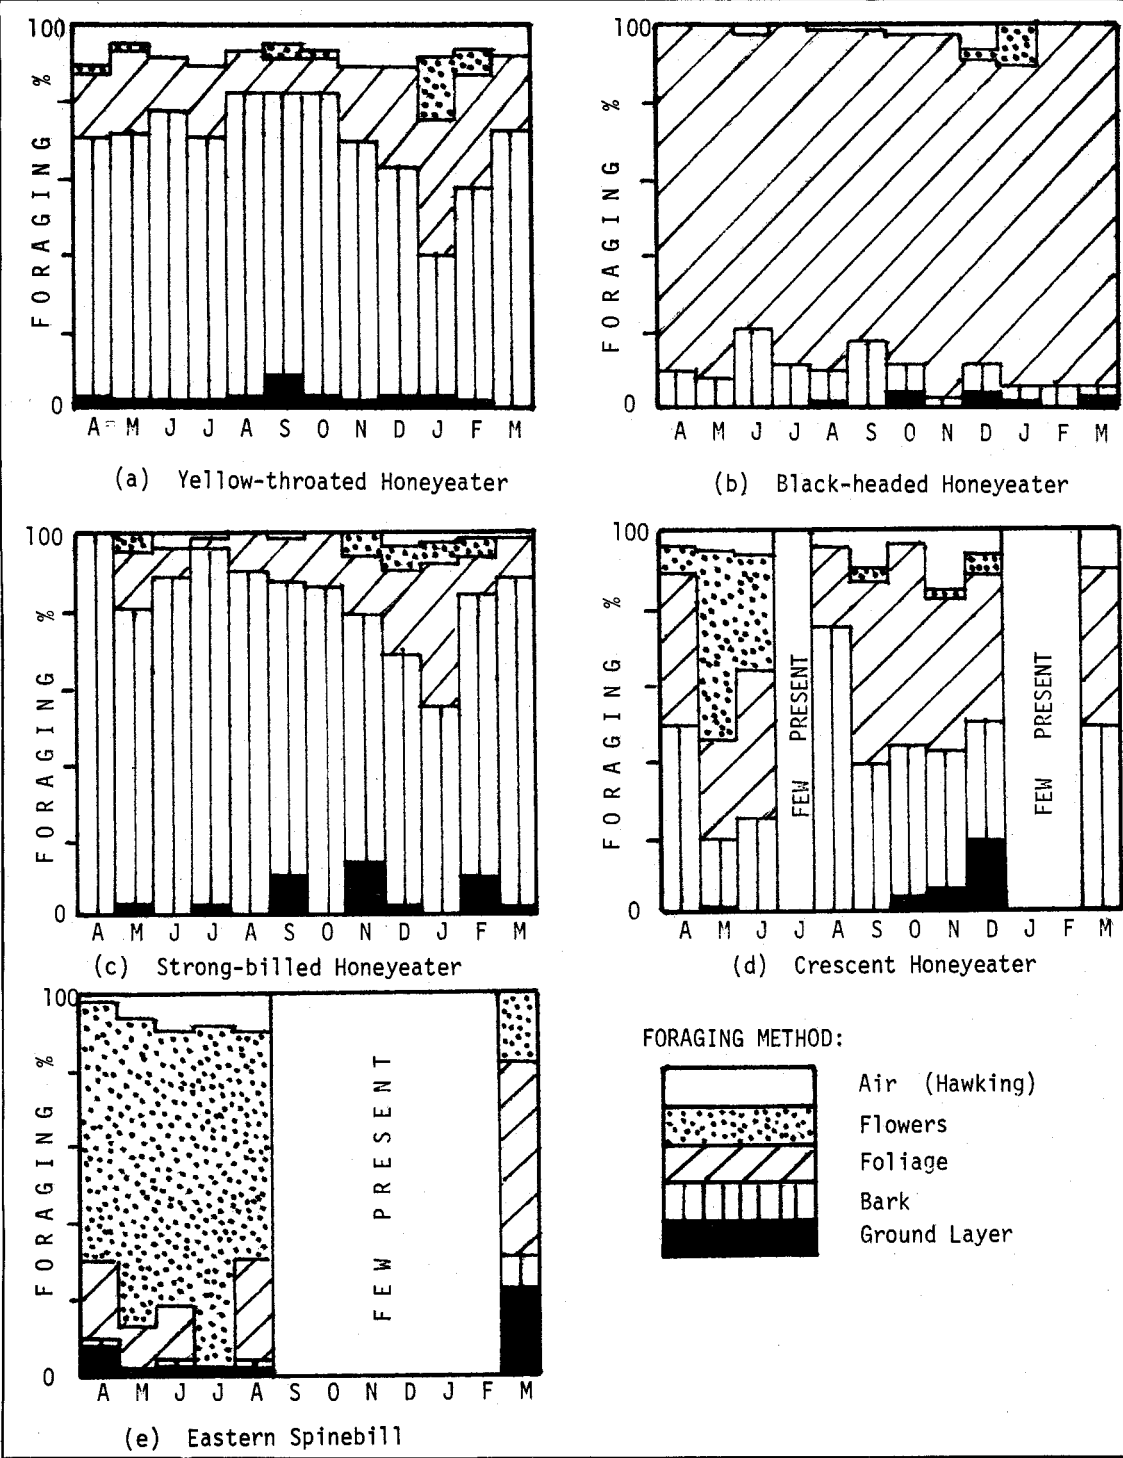 100
FORAGING %
0
A M J J A S O N D J F M
(a) Yellow-throated Honeyeater
100
FORAGING %
0
A M J J A S O N D J F M
(b) Black-headed Honeyeater
100
FORAGING %
0
A M J J A S O N D J F M
(c) Strong-billed Honeyeater
100
FORAGING %
0
FEW PRESENT
FEW PRESENT
A M J J A S O N D J F M
(d) Crescent Honeyeater
100
FORAGING %
0
FEW PRESENT
A M J J A S O N D J F M
(e) Eastern Spinebill
FORAGING METHOD:
Air (Hawking)
Flowers
Foliage
Bark
Ground Layer